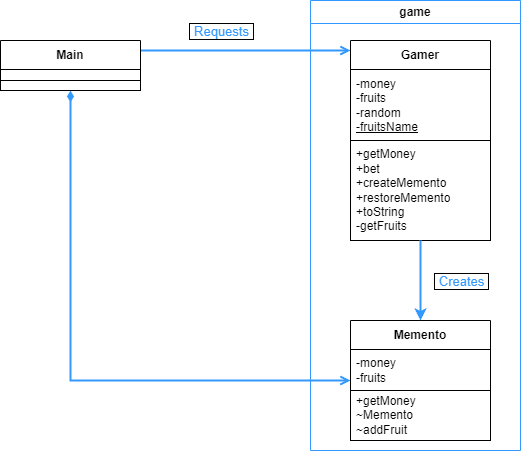 game
Requests
Main
Gamer
-money
-fruits
-random
-fruitsName
+getMoney
+bet
+createMemento
+restoreMemento
+toString
-getFruits
Creates
Memento
-money
-fruits
+getMoney
~Memento
~addFruit